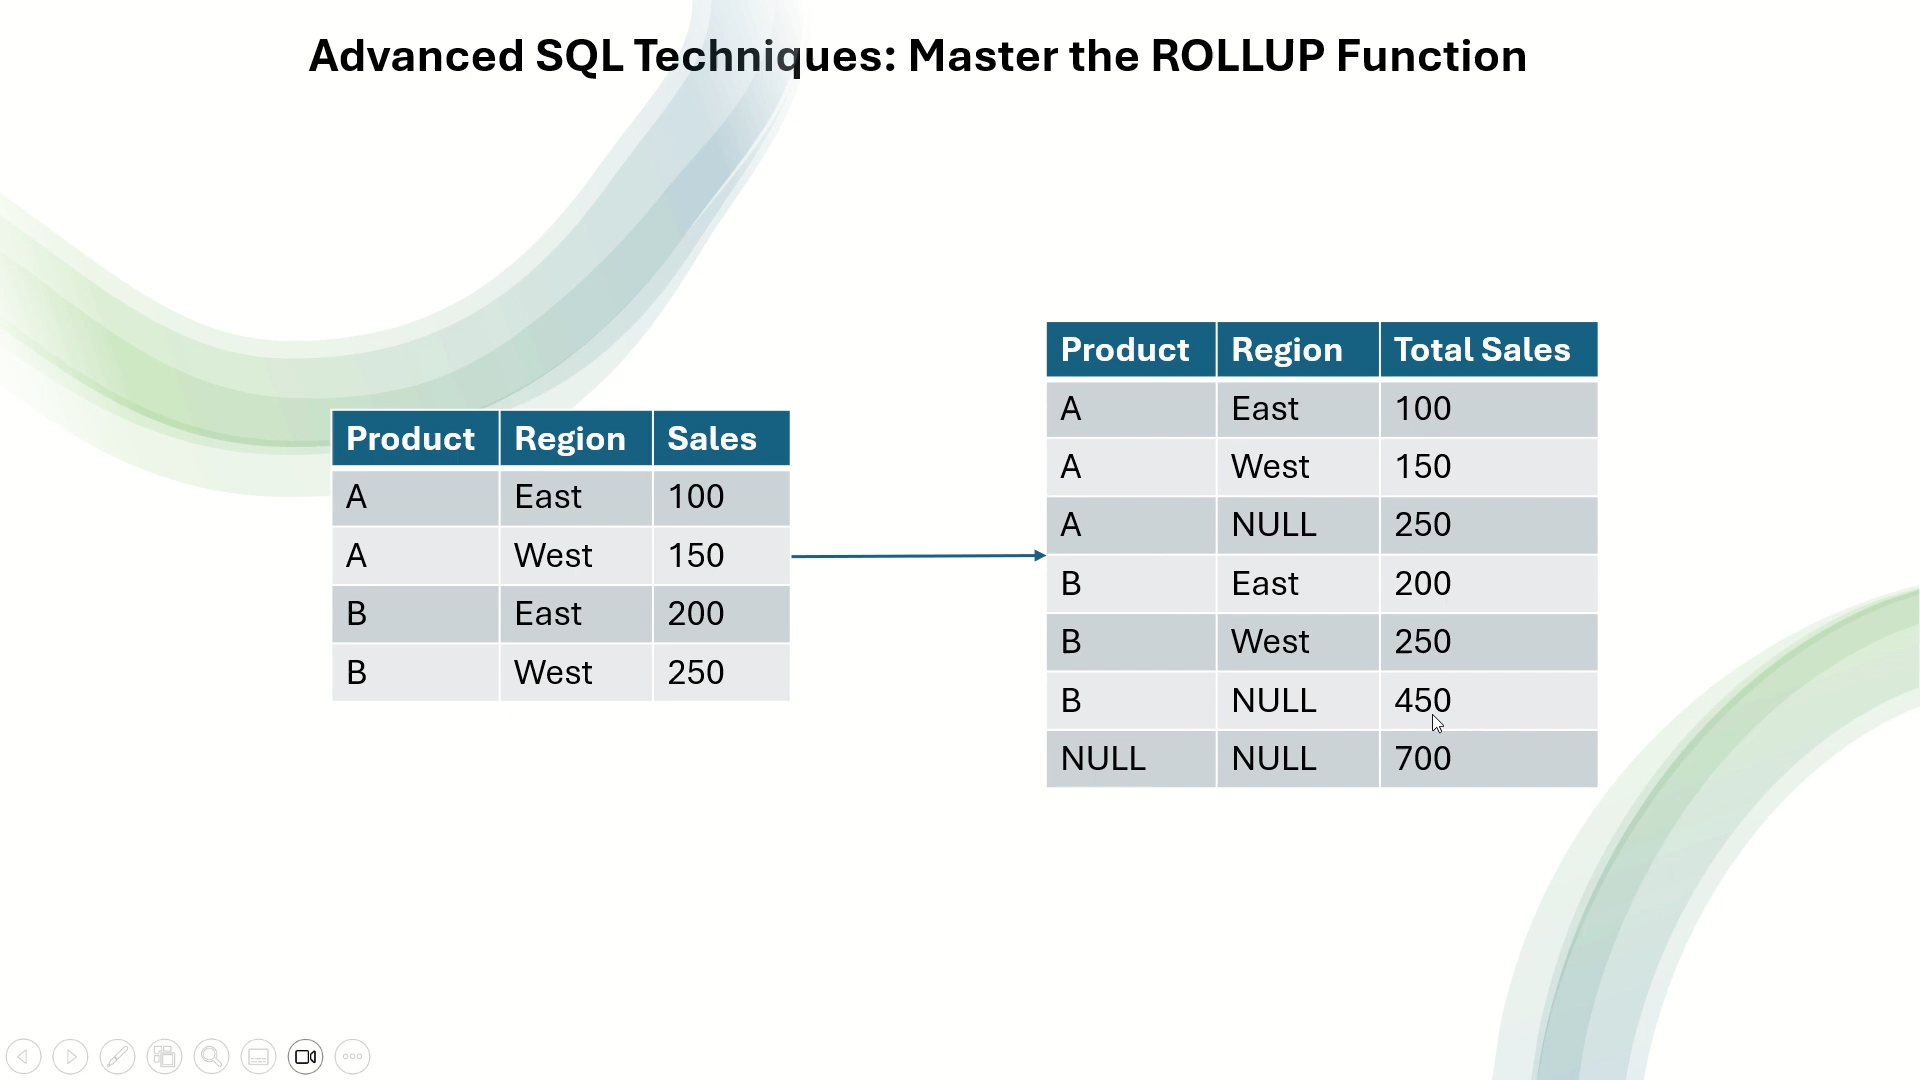 Advanced SQL Techniques: Master the ROLLUP Function
Product Region Sales
A East 100
A West 150
B East 200
B West 250
Product Region Total Sales
A East 100
A West 150
A NULL 250
B East 200
B West 250
B NULL 450
NULL NULL 700